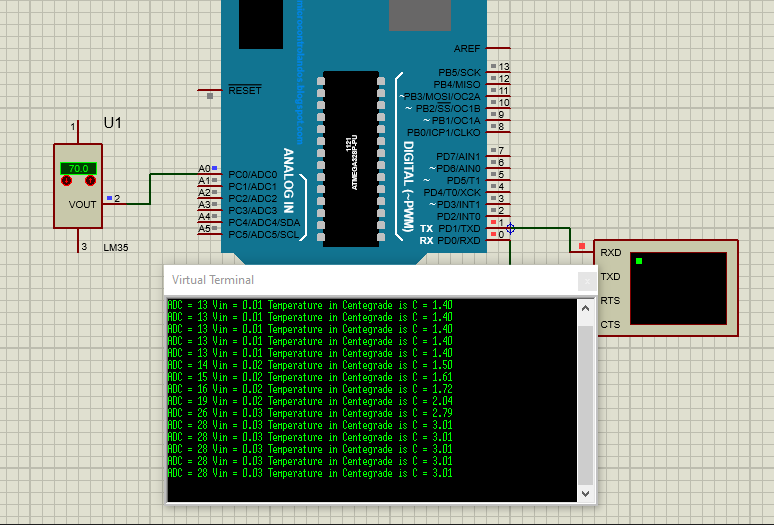 AREF
13
PB5/SCK
12
PB4/MISO
11
~PB3/MOSI/OC2A
10
~ PB2/SS/OC1B
9
~ PB1/OC1A
8
PB0/ICP1/CLKO
RESET
7
PD7/AIN1
6
~PD6/AIN0
5
~ PD5/T1
4
PD4/T0/XCK
3
~PD3/INT1
2
PD2/INT0
1
TX PD1/TXD
0
RX PD0/RXD
DIGITAL (~PWM)
ANALOG IN
1121
ATMEGA328P-PU
microcontrolandos.blogspot.com
A0 PC0/ADC0
A1 PC1/ADC1
A2 PC2/ADC2
A3 PC3/ADC3
A4 PC4/ADC4/SDA
A5 PC5/ADC5/SCL
U1
1
70.0
2
VOUT
3
LM35
RXD
TXD
RTS
CTS
Virtual Terminal
ADC = 13 Vin = 0.01 Temperature in Centegrade is C = 1.40
ADC = 13 Vin = 0.01 Temperature in Centegrade is C = 1.40
ADC = 13 Vin = 0.01 Temperature in Centegrade is C = 1.40
ADC = 13 Vin = 0.01 Temperature in Centegrade is C = 1.40
ADC = 13 Vin = 0.01 Temperature in Centegrade is C = 1.40
ADC = 14 Vin = 0.02 Temperature in Centegrade is C = 1.50
ADC = 15 Vin = 0.02 Temperature in Centegrade is C = 1.61
ADC = 16 Vin = 0.02 Temperature in Centegrade is C = 1.72
ADC = 19 Vin = 0.02 Temperature in Centegrade is C = 2.04
ADC = 26 Vin = 0.03 Temperature in Centegrade is C = 2.79
ADC = 28 Vin = 0.03 Temperature in Centegrade is C = 3.01
ADC = 28 Vin = 0.03 Temperature in Centegrade is C = 3.01
ADC = 28 Vin = 0.03 Temperature in Centegrade is C = 3.01
ADC = 28 Vin = 0.03 Temperature in Centegrade is C = 3.01
ADC = 28 Vin = 0.03 Temperature in Centegrade is C = 3.01